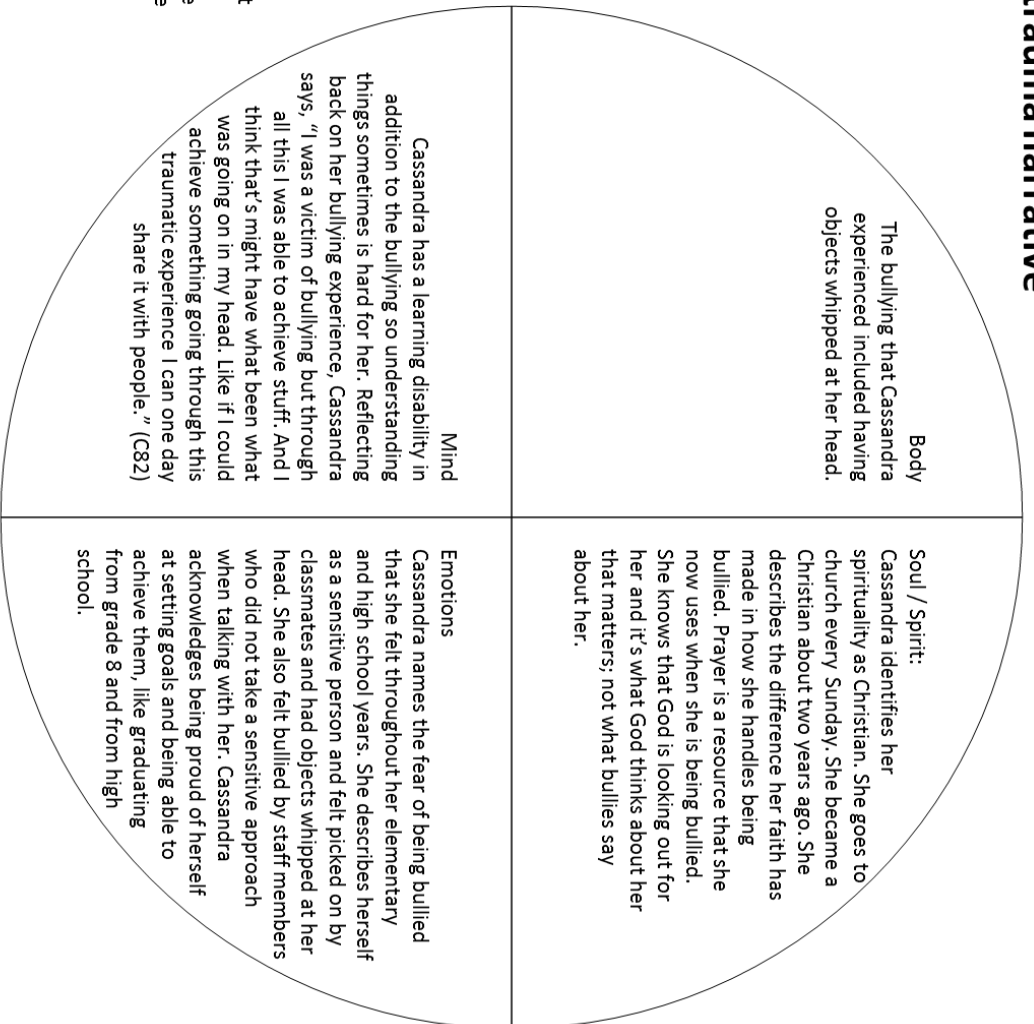 trauma narrative
Body
The bullying that Cassandra
experienced included having
objects whipped at her head.
Soul / Spirit:
Cassandra identifies her
spirituality as Christian. She goes to
church every Sunday. She became a
Christian about two years ago. She
describes the difference her faith has
made in how she handles being
bullied. Prayer is a resource that she
now uses when she is being bullied.
She knows that God is looking out for
her and it's what God thinks about her
that matters; not what bullies say
about her.
Mind
Cassandra has a learning disability in
addition to the bullying so understanding
things sometimes is hard for her. Reflecting
back on her bullying experience, Cassandra
says, “I was a victim of bullying but through
all this I was able to achieve stuff. And I
think that's might have what been what
was going on in my head. Like if I could
achieve something going through this
traumatic experience I can one day
share it with people.” (C82)
Emotions
Cassandra names the fear of being bullied
that she felt throughout her elementary
and high school years. She describes herself
as a sensitive person and felt picked on by
classmates and had objects whipped at her
head. She also felt bullied by staff members
who did not take a sensitive approach
when talking with her. Cassandra
acknowledges being proud of herself
at setting goals and being able to
achieve them, like graduating
from grade 8 and from high
school.